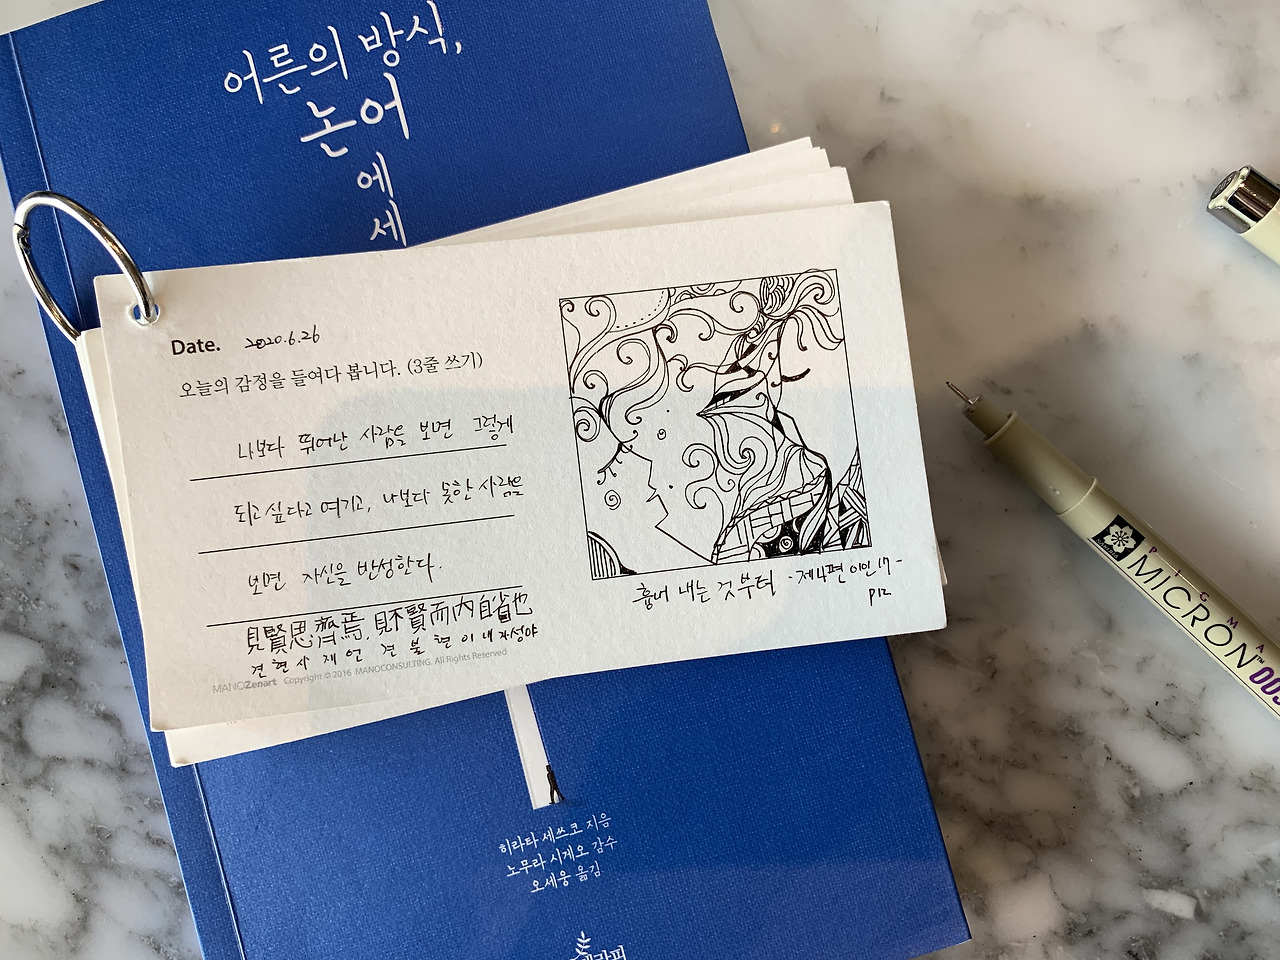 어른의 방식,
논어
에
세
Date. 2020.6.26
오늘의 감정을 들여다 봅니다. (3줄 쓰기)
나보다 뛰어난 사람을 보면 그렇게
되고 싶다고 여기고, 나보다 못한 사람을
보면 자신을 반성한다.
見賢思齊焉, 見不賢而内自省也
견 현 사 제 언 견 불 현 이 내 자성야
MANOZenart Copyright © 2016 MANOCONSULTING. All Rights Reserved
흉내 내는 것부터 -제4편 이인 17-
P12
PIGMA
MICRON™ 005
히라타 세쓰코 지음
노무라 시게오 감수
오세웅 옮김